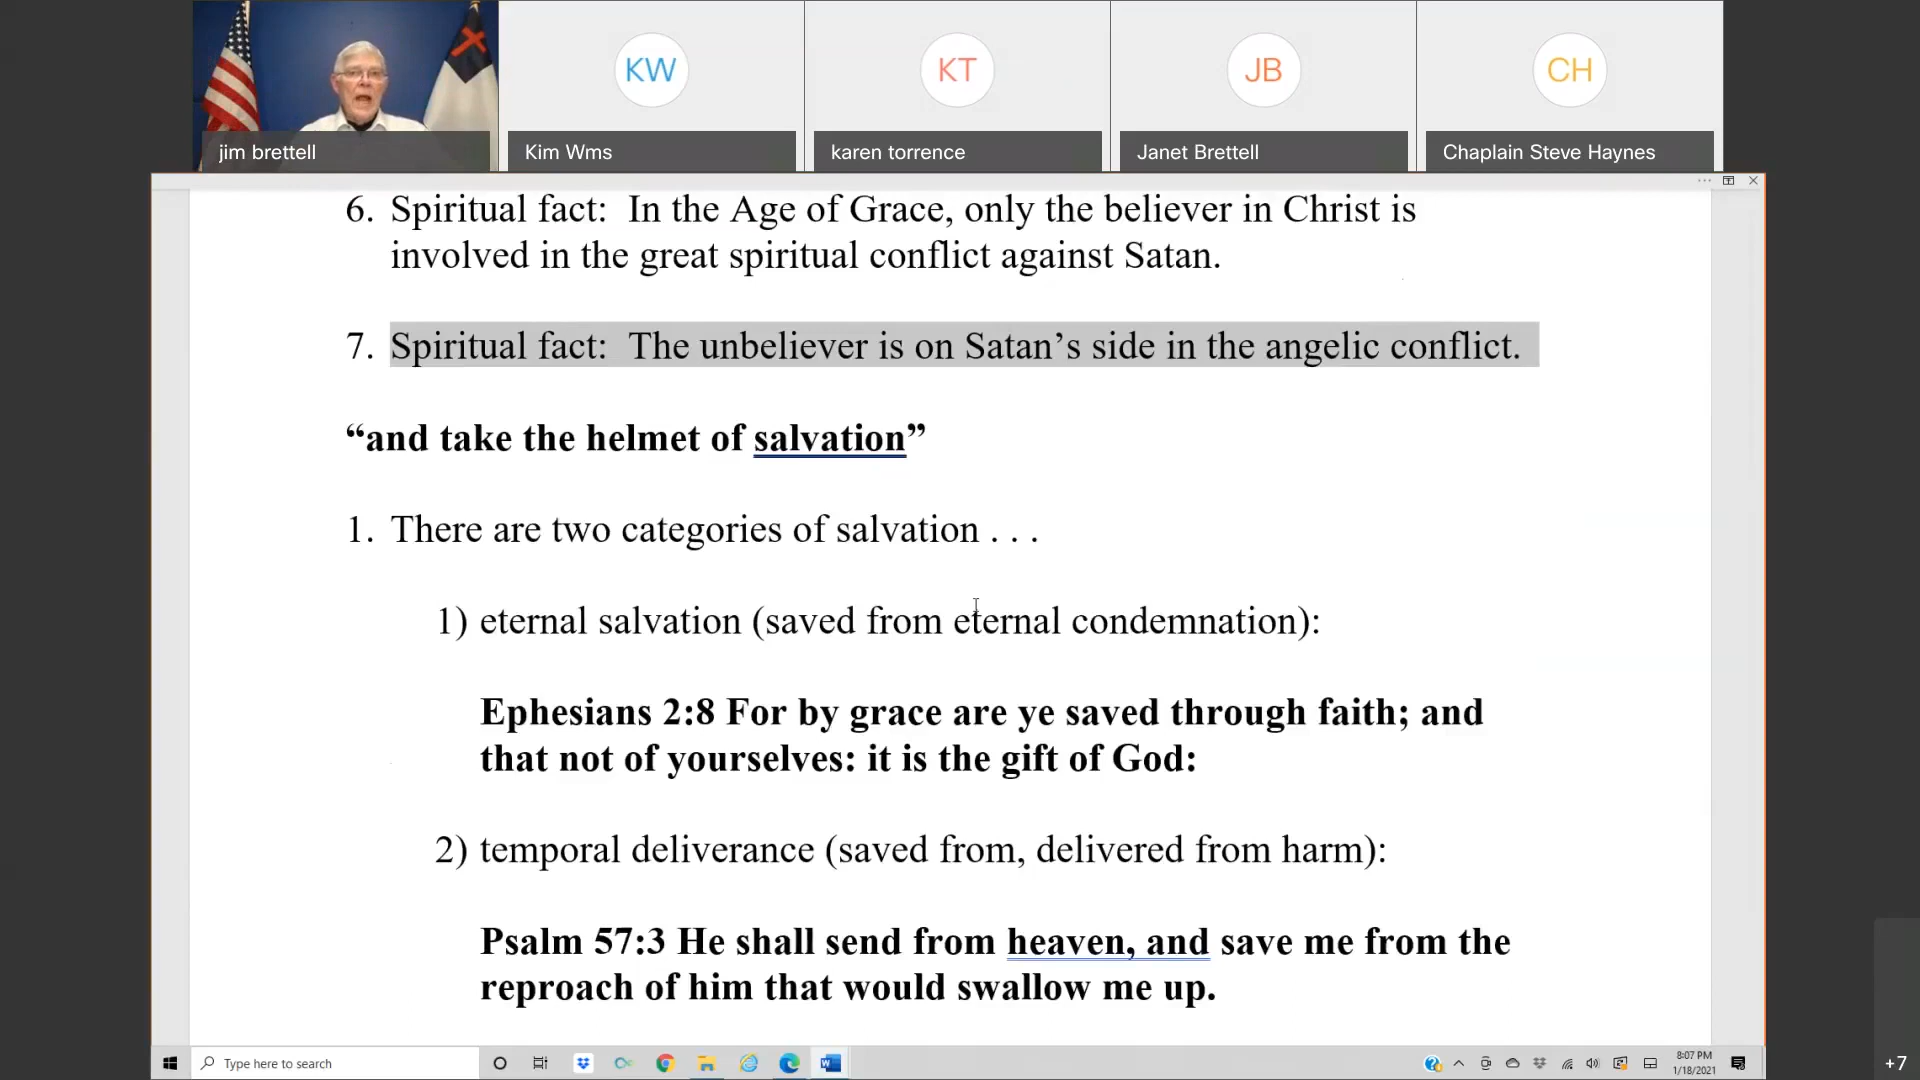 KW
KT
JB
CH
jim brettell
Kim Wms
karen torrence
Janet Brettell
Chaplain Steve Haynes
6. Spiritual fact: In the Age of Grace, only the believer in Christ is
involved in the great spiritual conflict against Satan.
7. Spiritual fact: The unbeliever is on Satan’s side in the angelic conflict.
“and take the helmet of salvation”
1. There are two categories of salvation . . .
1) eternal salvation (saved from eternal condemnation):
Ephesians 2:8 For by grace are ye saved through faith; and
that not of yourselves: it is the gift of God:
2) temporal deliverance (saved from, delivered from harm):
Psalm 57:3 He shall send from heaven, and save me from the
reproach of him that would swallow me up.
Type here to search
8:07 PM
1/18/2021
+7